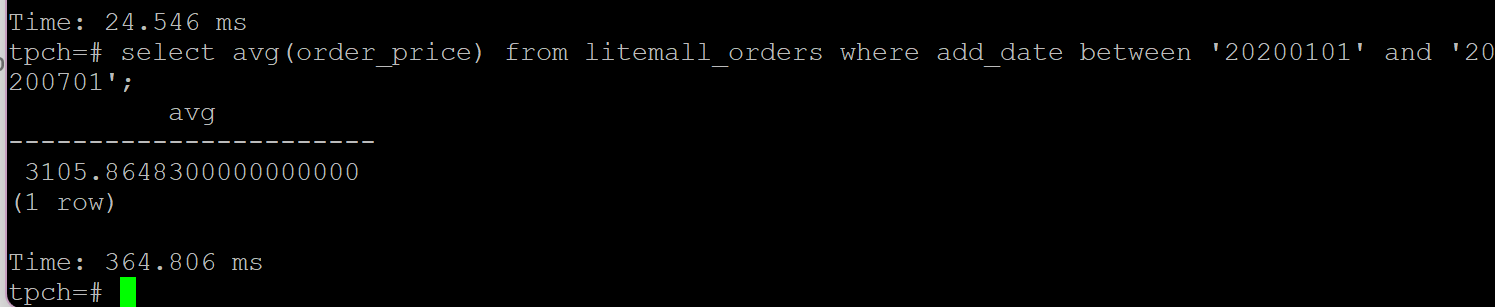 Time: 24.546 ms
tpch=# select avg(order_price) from litemall_orders where add_date between '20200101' and '20
200701';
avg
-----------------------
3105.8648300000000000
(1 row)
Time: 364.806 ms
tpch=#